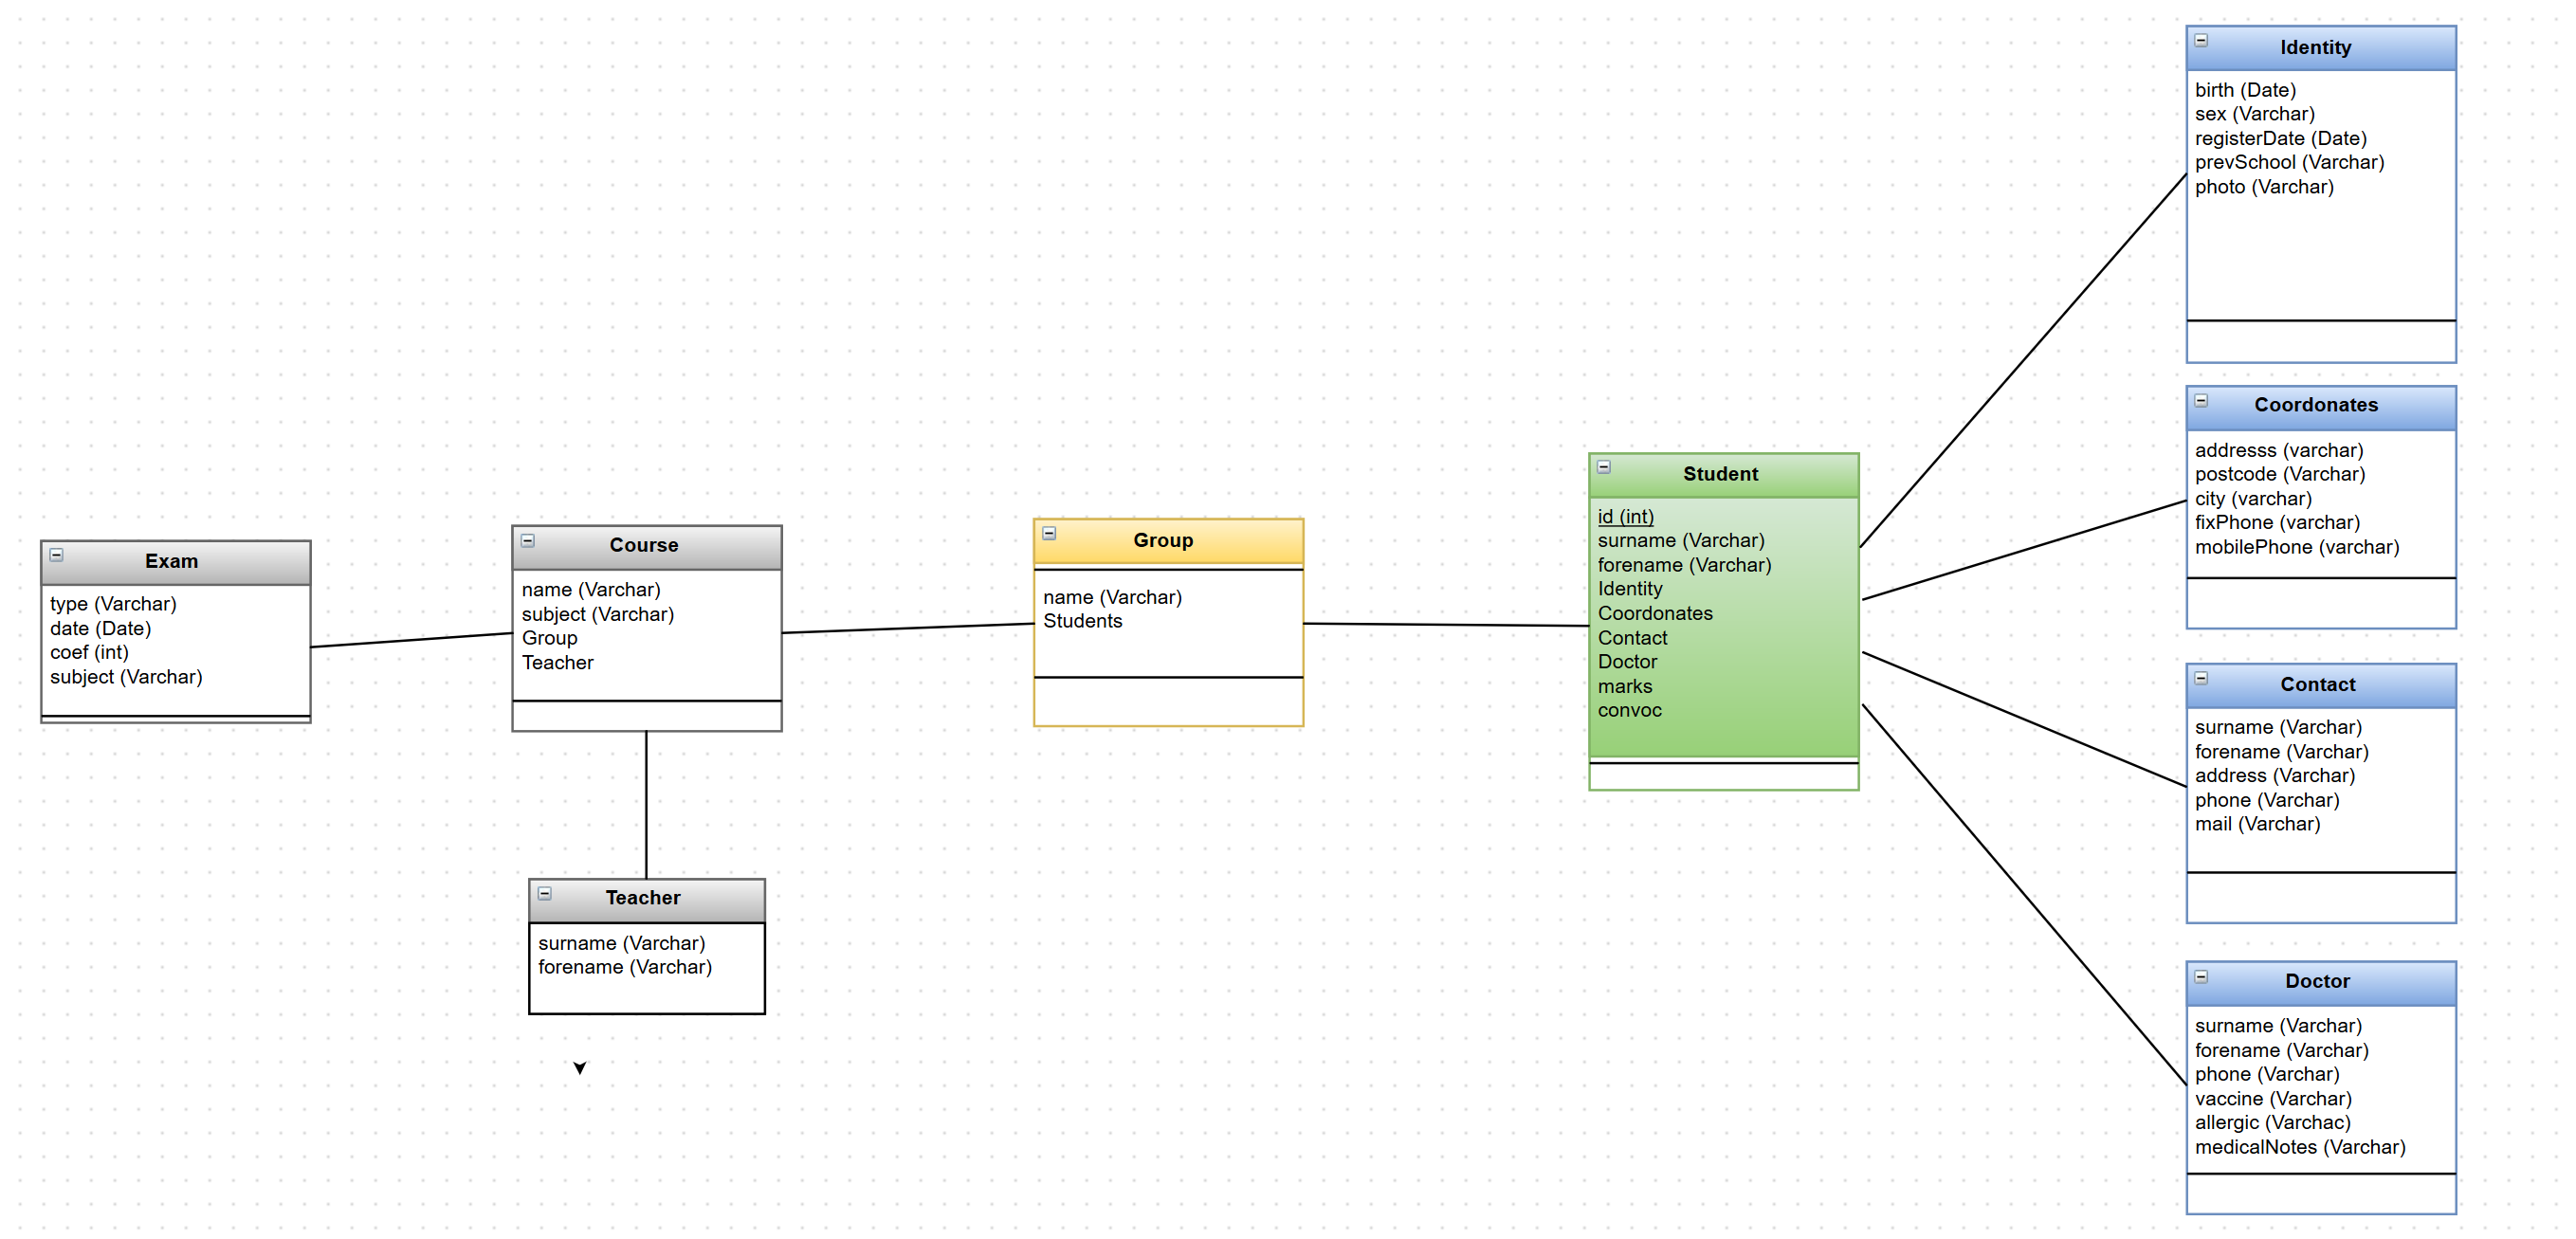 Exam
type (Varchar)
date (Date)
coef (int)
subject (Varchar)
Course
name (Varchar)
subject (Varchar)
Group
Teacher
Teacher
surname (Varchar)
forename (Varchar)
Group
name (Varchar)
Students
Student
id (int)
surname (Varchar)
forename (Varchar)
Identity
Coordonates
Contact
Doctor
marks
convoc
Identity
birth (Date)
sex (Varchar)
registerDate (Date)
prevSchool (Varchar)
photo (Varchar)
Coordonates
addresss (varchar)
postcode (Varchar)
city (varchar)
fixPhone (varchar)
mobilePhone (varchar)
Contact
surname (Varchar)
forename (Varchar)
address (Varchar)
phone (Varchar)
mail (Varchar)
Doctor
surname (Varchar)
forename (Varchar)
phone (Varchar)
vaccine (Varchar)
allergic (Varchac)
medicalNotes (Varchar)